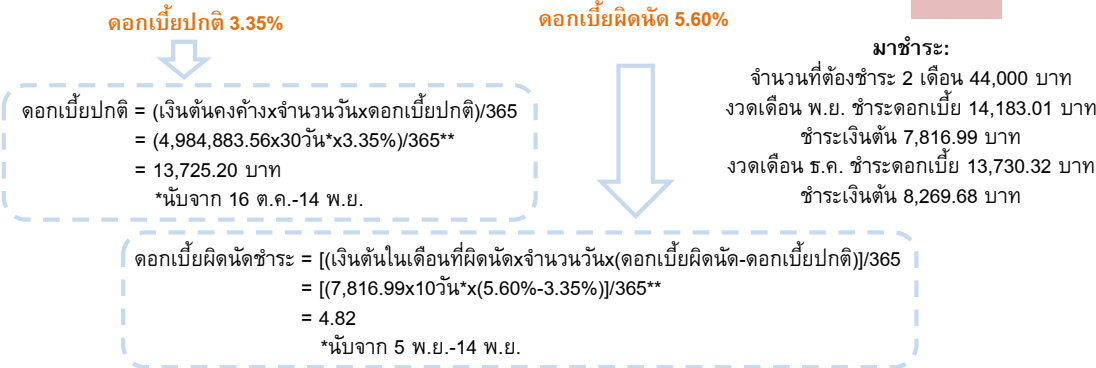 ดอกเบี้ยปกติ 3.35%
ดอกเบี้ยผิดนัด 5.60%
ดอกเบี้ยปกติ = (เงินต้นคงค้างxจำนวนวันxดอกเบี้ยปกติ)/365
= (4,984,883.56x30วัน*x3.35%)/365**
= 13,725.20 บาท
*นับจาก 16 ต.ค.-14 พ.ย.
มาชำระ:
จำนวนที่ต้องชำระ 2 เดือน 44,000 บาท
งวดเดือน พ.ย. ชำระดอกเบี้ย 14,183.01 บาท
ชำระเงินต้น 7,816.99 บาท
งวดเดือน ธ.ค. ชำระดอกเบี้ย 13,730.32 บาท
ชำระเงินต้น 8,269.68 บาท
ดอกเบี้ยผิดนัดชำระ = [(เงินต้นในเดือนที่ผิดนัดxจำนวนวันx(ดอกเบี้ยผิดนัด-ดอกเบี้ยปกติ)]/365
= [(7,816.99x10วัน*x(5.60%-3.35%)]/365**
= 4.82
*นับจาก 5 พ.ย.-14 พ.ย.